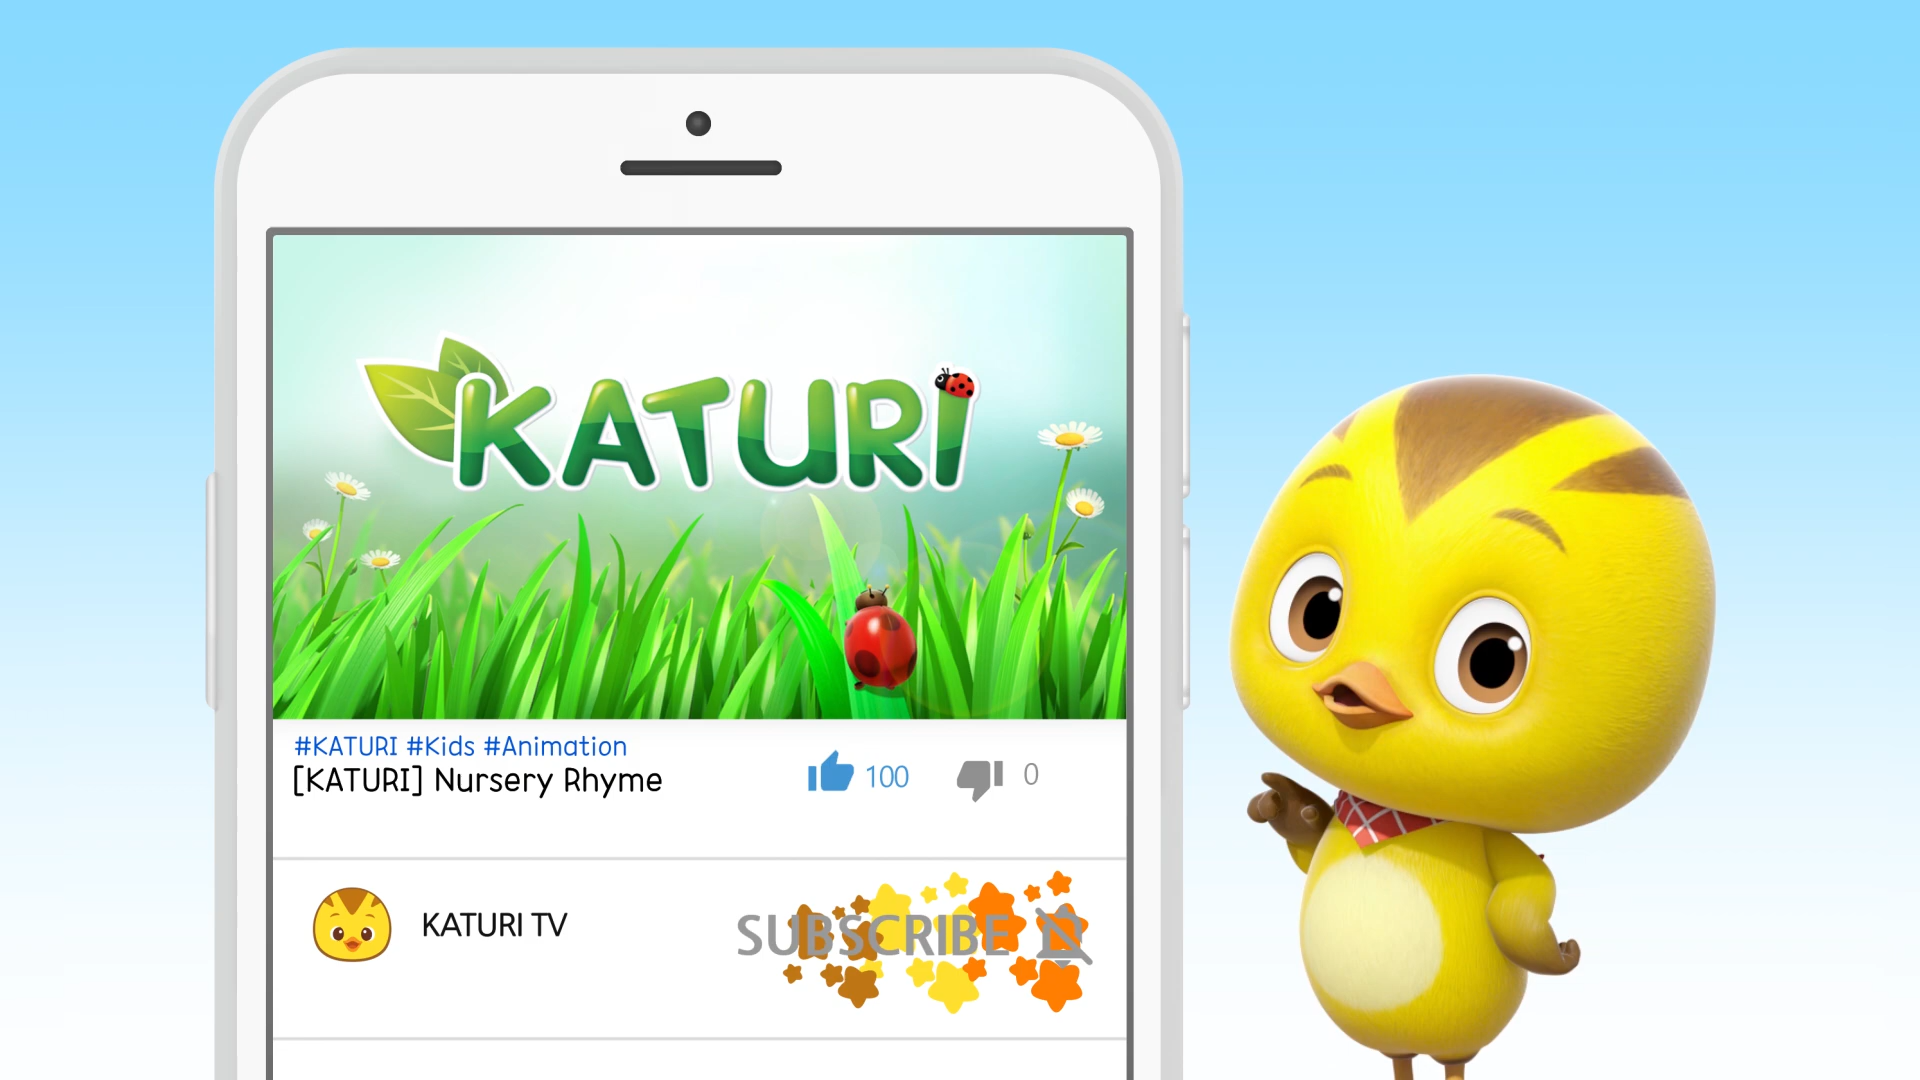 KATURI
#KATURI #Kids #Animation
[KATURI] Nursery Rhyme
100
0
KATURI TV
SUBSCRIBE